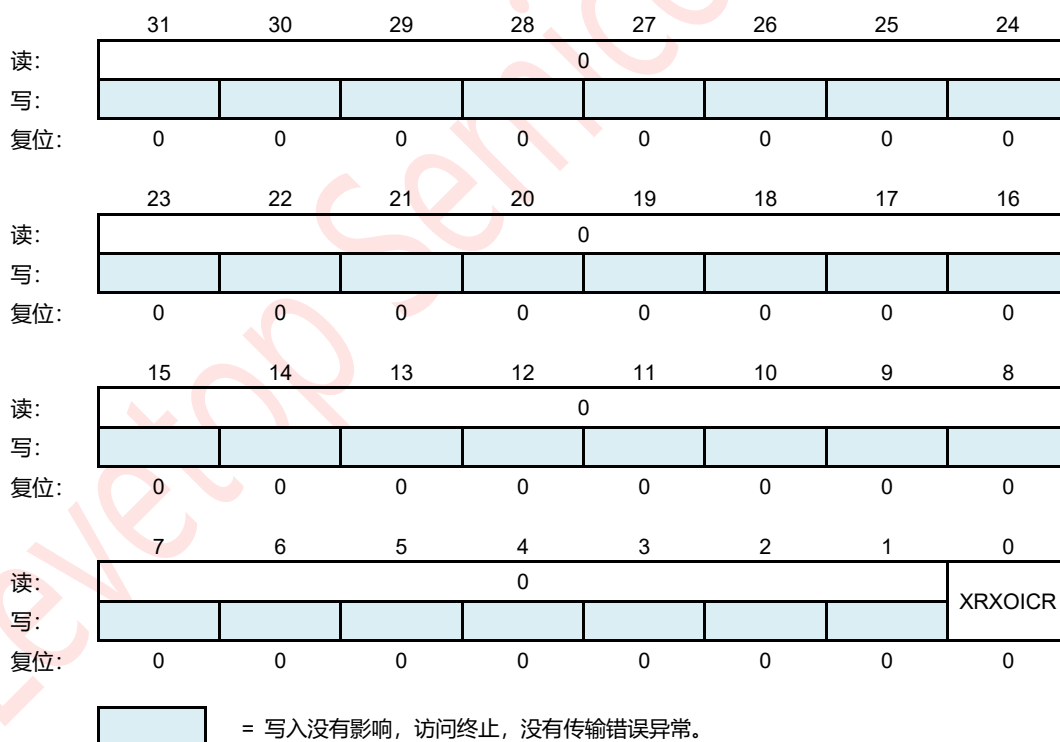 31 30 29 28 27 26 25 24
读: 0
写:
复位: 0 0 0 0 0 0 0 0
23 22 21 20 19 18 17 16
读: 0
写:
复位: 0 0 0 0 0 0 0 0
15 14 13 12 11 10 9 8
读: 0
写:
复位: 0 0 0 0 0 0 0 0
7 6 5 4 3 2 1 0
读: 0 XRXOICR
写:
复位: 0 0 0 0 0 0 0 0
= 写入没有影响，访问终止，没有传输错误异常。
Levetop Semico